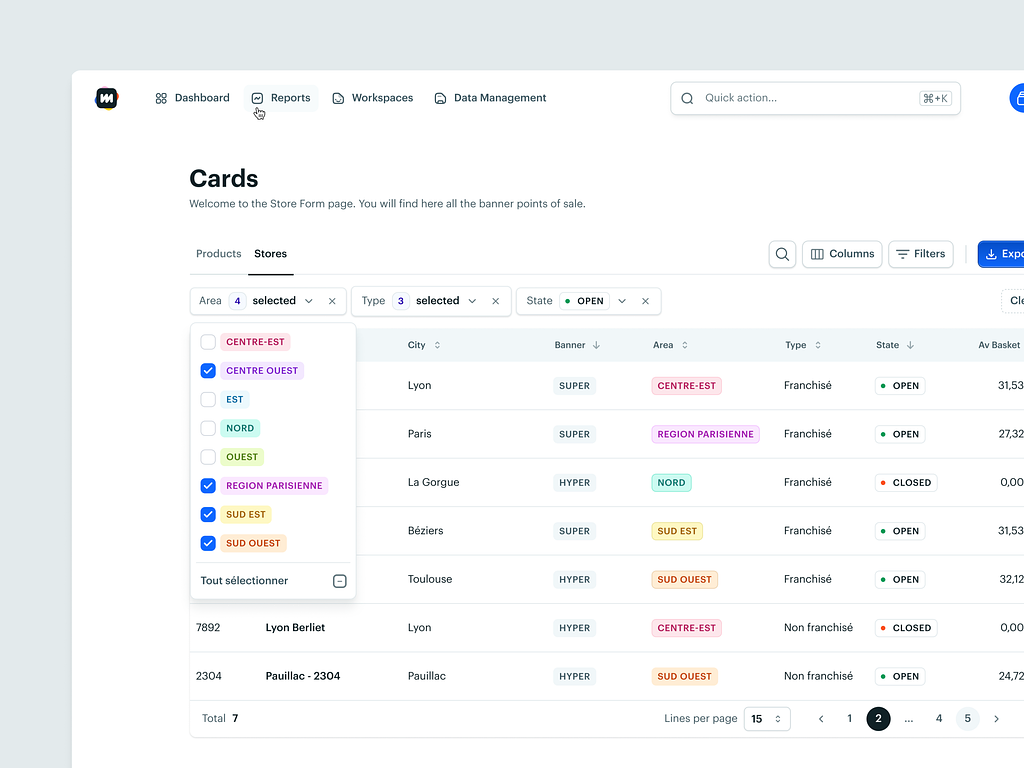 Dashboard Reports Workspaces Data Management Quick action... ⌘+K
Cards
Welcome to the Store Form page. You will find here all the banner points of sale.
Products Stores Columns Filters
Area 4 selected Type 3 selected State OPEN
City Banner Area Type State Av Basket
CENTRE-EST
CENTRE OUEST
EST
NORD
OUEST
REGION PARISIENNE
SUD EST
SUD OUEST
Tout sélectionner
Lyon SUPER CENTRE-EST Franchisé OPEN 31,53
Paris SUPER REGION PARISIENNE Franchisé OPEN 27,32
La Gorgue HYPER NORD Franchisé CLOSED 0,00
Béziers SUPER SUD EST Franchisé OPEN 31,53
Toulouse HYPER SUD OUEST Franchisé OPEN 32,12
7892 Lyon Berliet Lyon HYPER CENTRE-EST Non franchisé CLOSED 0,00
2304 Pauillac - 2304 Pauillac HYPER SUD OUEST Non franchisé OPEN 24,72
Total 7 Lines per page 15 1 2 ... 4 5